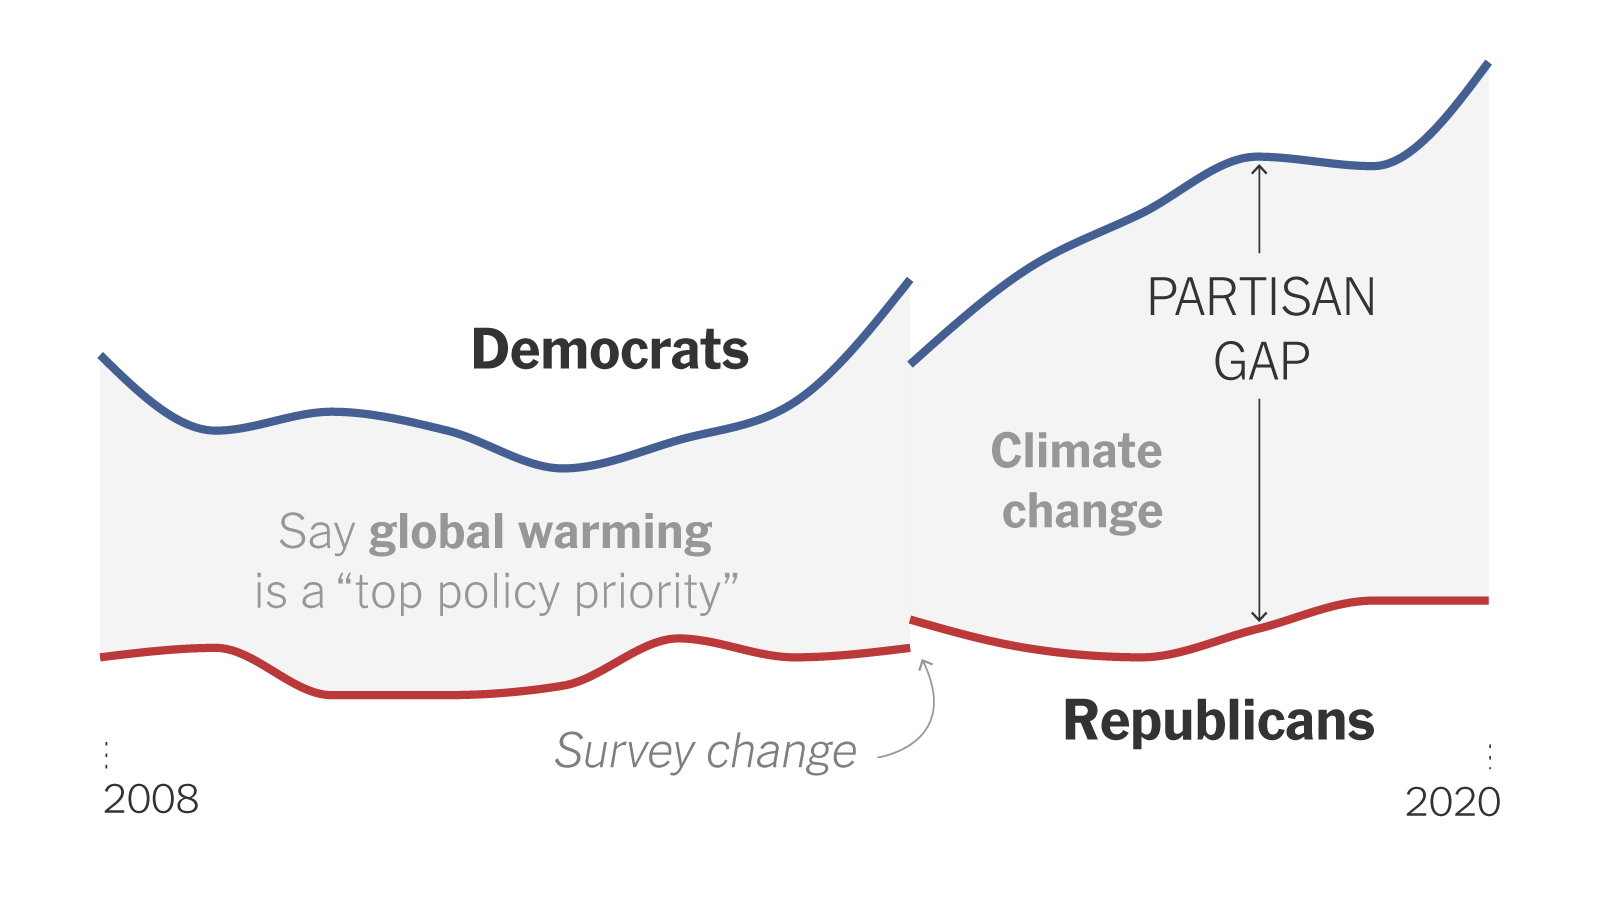 Democrats
PARTISAN
GAP
Climate
change
Say global warming
is a “top policy priority”
Survey change
Republicans
2008
2020